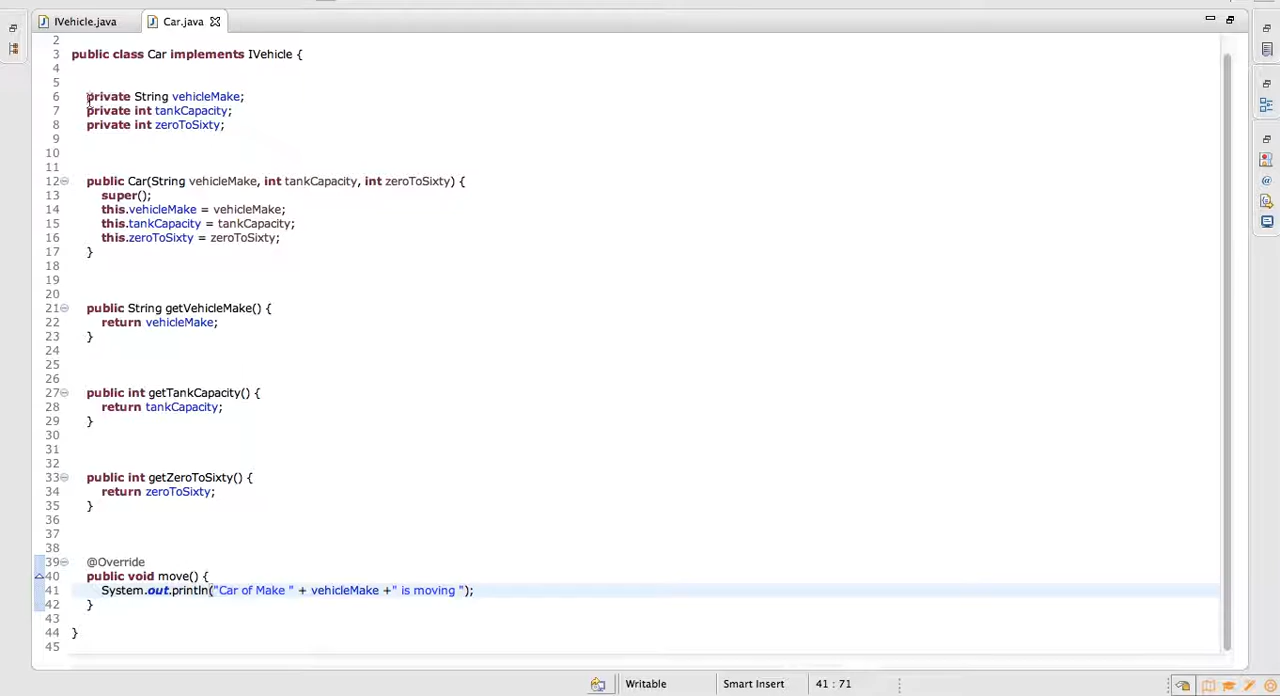 IVehicle.java
Car.java
2
3 public class Car implements IVehicle {
4
5
6 private String vehicleMake;
7 private int tankCapacity;
8 private int zeroToSixty;
9
10
11
12 public Car(String vehicleMake, int tankCapacity, int zeroToSixty) {
13 super();
14 this.vehicleMake = vehicleMake;
15 this.tankCapacity = tankCapacity;
16 this.zeroToSixty = zeroToSixty;
17 }
18
19
20
21 public String getVehicleMake() {
22 return vehicleMake;
23 }
24
25
26
27 public int getTankCapacity() {
28 return tankCapacity;
29 }
30
31
32
33 public int getZeroToSixty() {
34 return zeroToSixty;
35 }
36
37
38
39 @Override
40 public void move() {
41 System.out.println("Car of Make " + vehicleMake +" is moving ");
42 }
43
44 }
45
Writable
Smart Insert
41 : 71